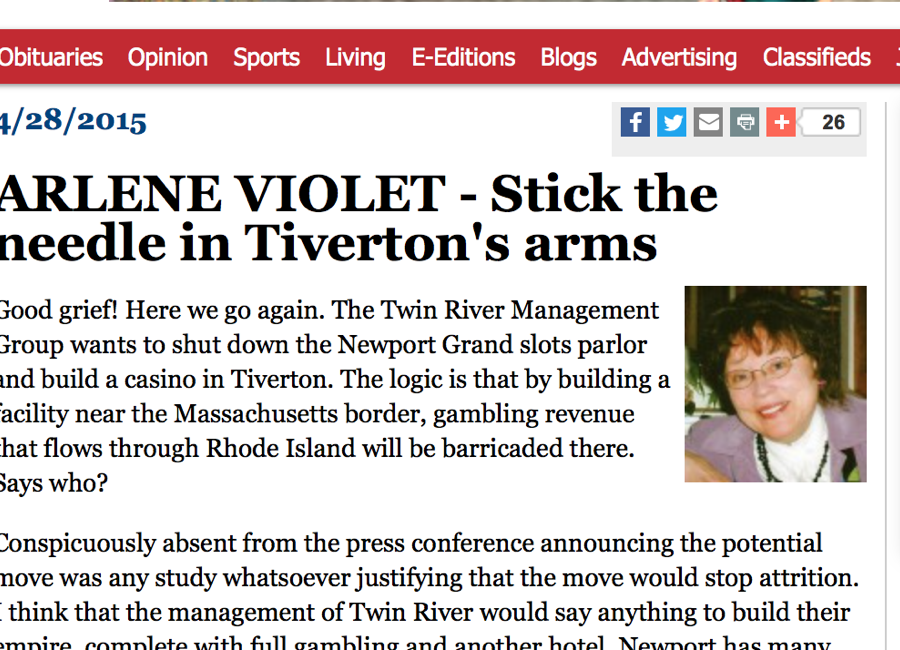 Obituaries Opinion Sports Living E-Editions Blogs Advertising Classifieds
4/28/2015
26
ARLENE VIOLET - Stick the
needle in Tiverton's arms
Good grief! Here we go again. The Twin River Management
Group wants to shut down the Newport Grand slots parlor
and build a casino in Tiverton. The logic is that by building a
facility near the Massachusetts border, gambling revenue
that flows through Rhode Island will be barricaded there.
Says who?
Conspicuously absent from the press conference announcing the potential
move was any study whatsoever justifying that the move would stop attrition.
I think that the management of Twin River would say anything to build their
empire, complete with full gambling and another hotel. Newport has many